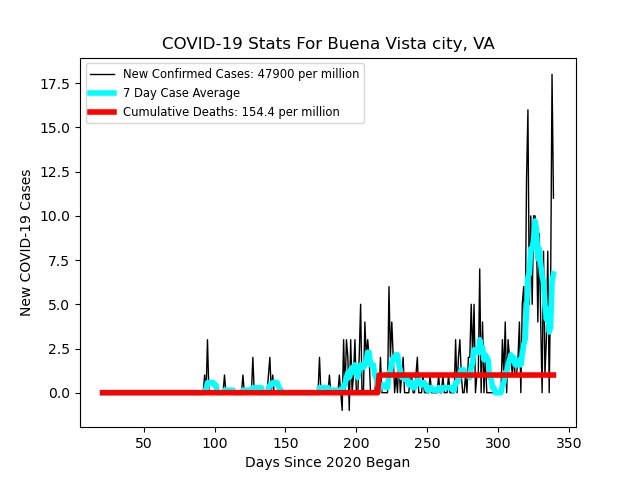 COVID-19 Stats For Buena Vista city, VA
New Confirmed Cases: 47900 per million
7 Day Case Average
Cumulative Deaths: 154.4 per million
New COVID-19 Cases
17.5
15.0
12.5
10.0
7.5
5.0
2.5
0.0
50 100 150 200 250 300 350
Days Since 2020 Began